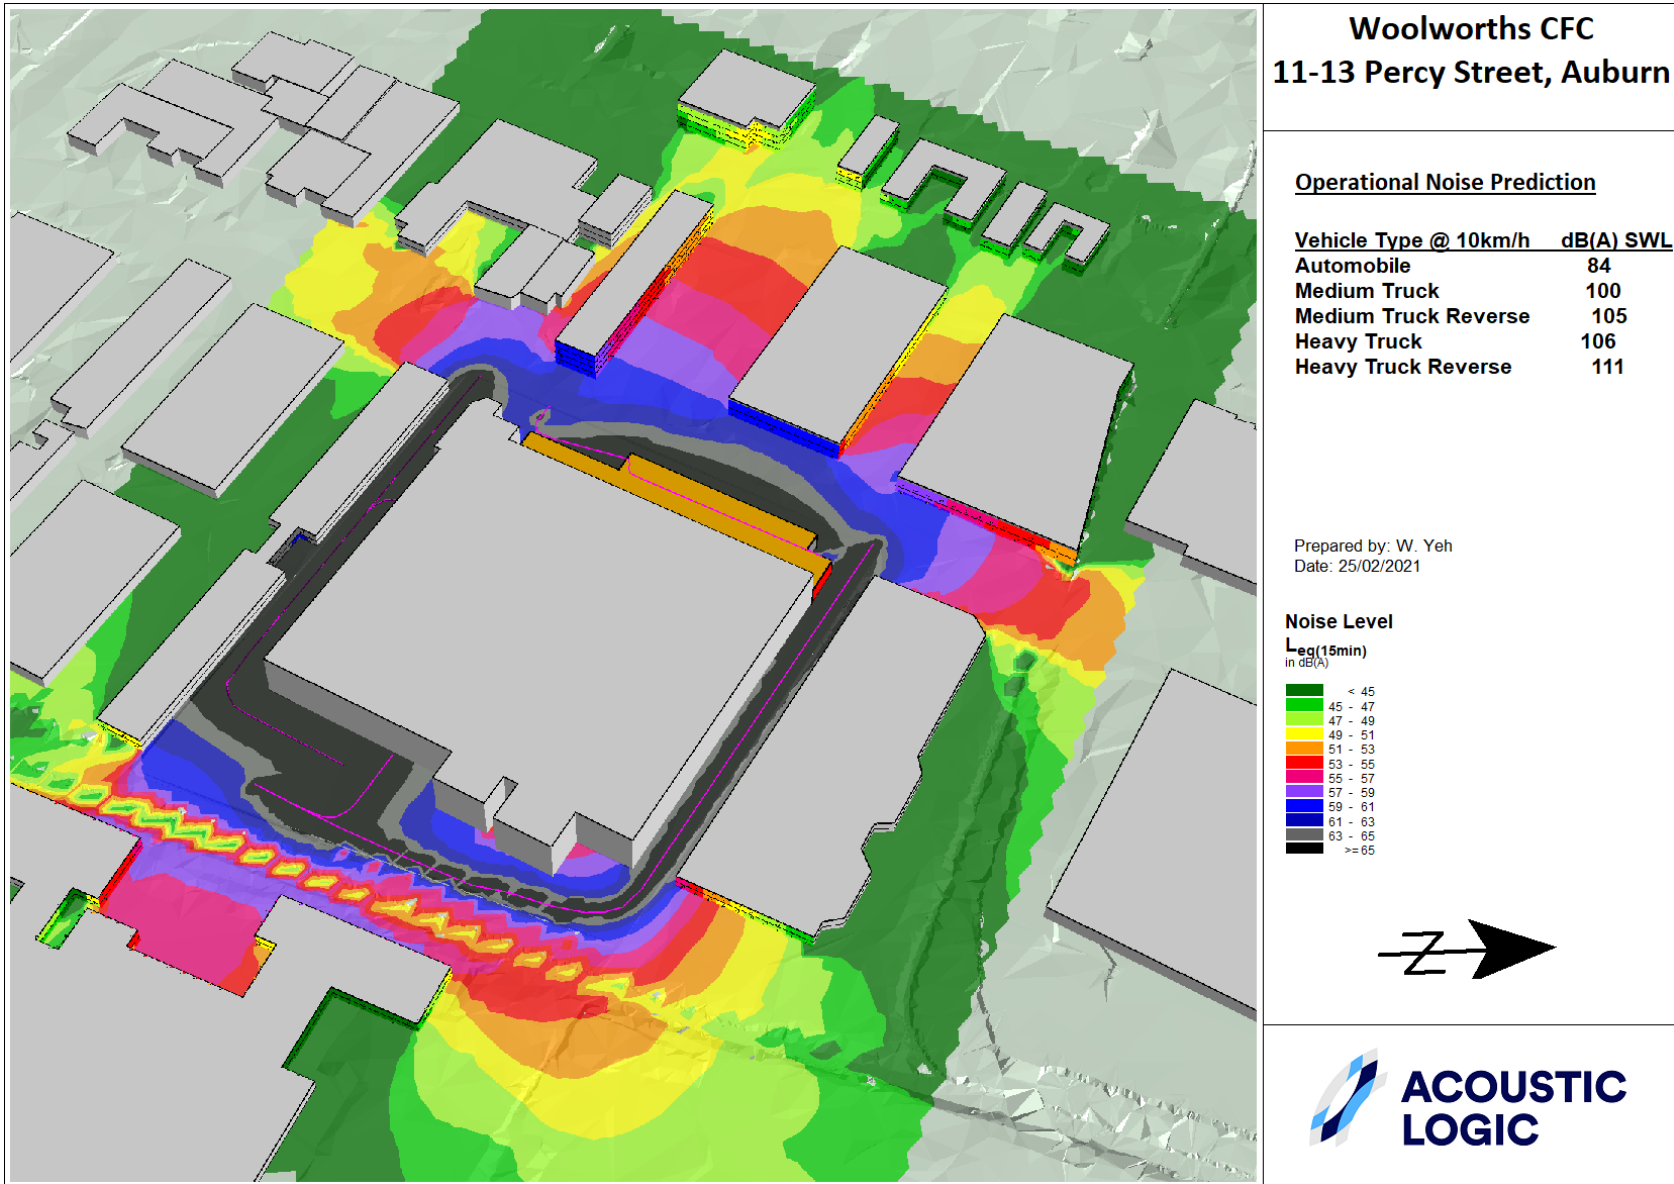 Woolworths CFC
11-13 Percy Street, Auburn
Operational Noise Prediction
Vehicle Type @ 10km/h dB(A) SWL
Automobile 84
Medium Truck 100
Medium Truck Reverse 105
Heavy Truck 106
Heavy Truck Reverse 111
Prepared by: W. Yeh
Date: 25/02/2021
Noise Level
Leq(15min)
in dB(A)
< 45
45 - 47
47 - 49
49 - 51
51 - 53
53 - 55
55 - 57
57 - 59
59 - 61
61 - 63
63 - 65
>= 65
Z
ACOUSTIC
LOGIC